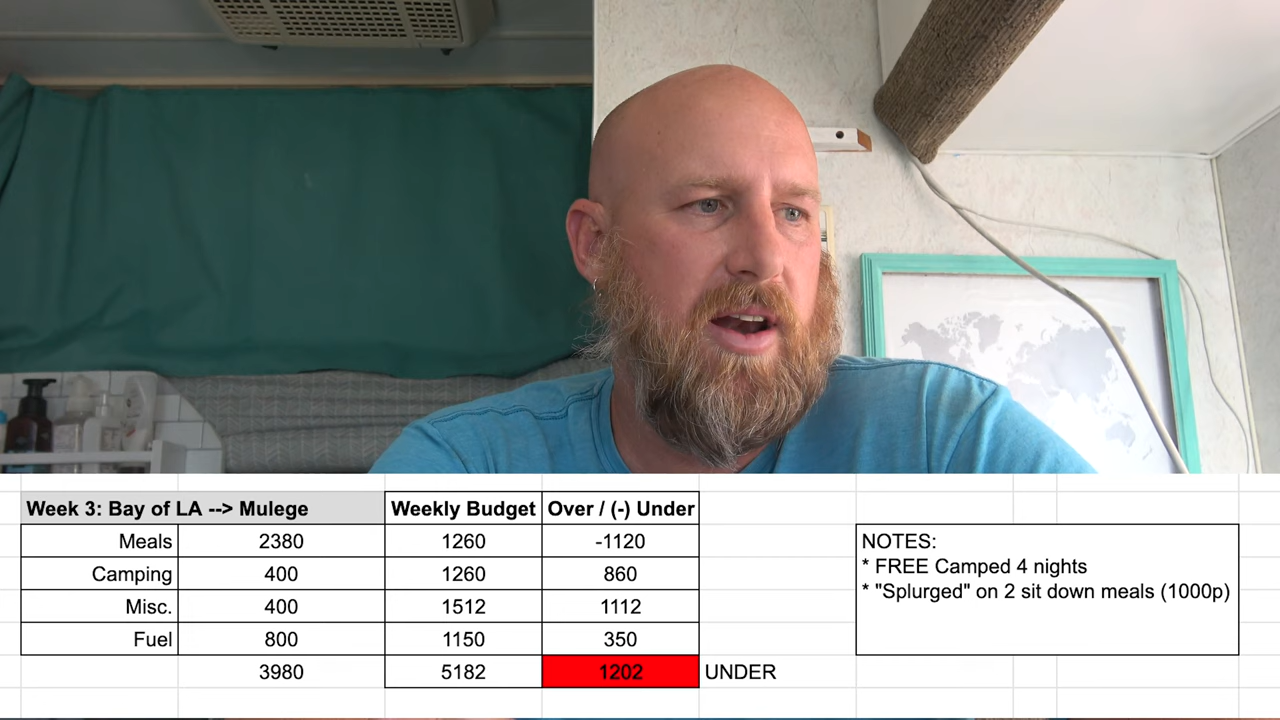 Week 3: Bay of LA --> Mulege Weekly Budget Over / (-) Under
Meals 2380 1260 -1120
Camping 400 1260 860
Misc. 400 1512 1112
Fuel 800 1150 350
3980 5182 1202 UNDER
NOTES:
* FREE Camped 4 nights
* "Splurged" on 2 sit down meals (1000p)